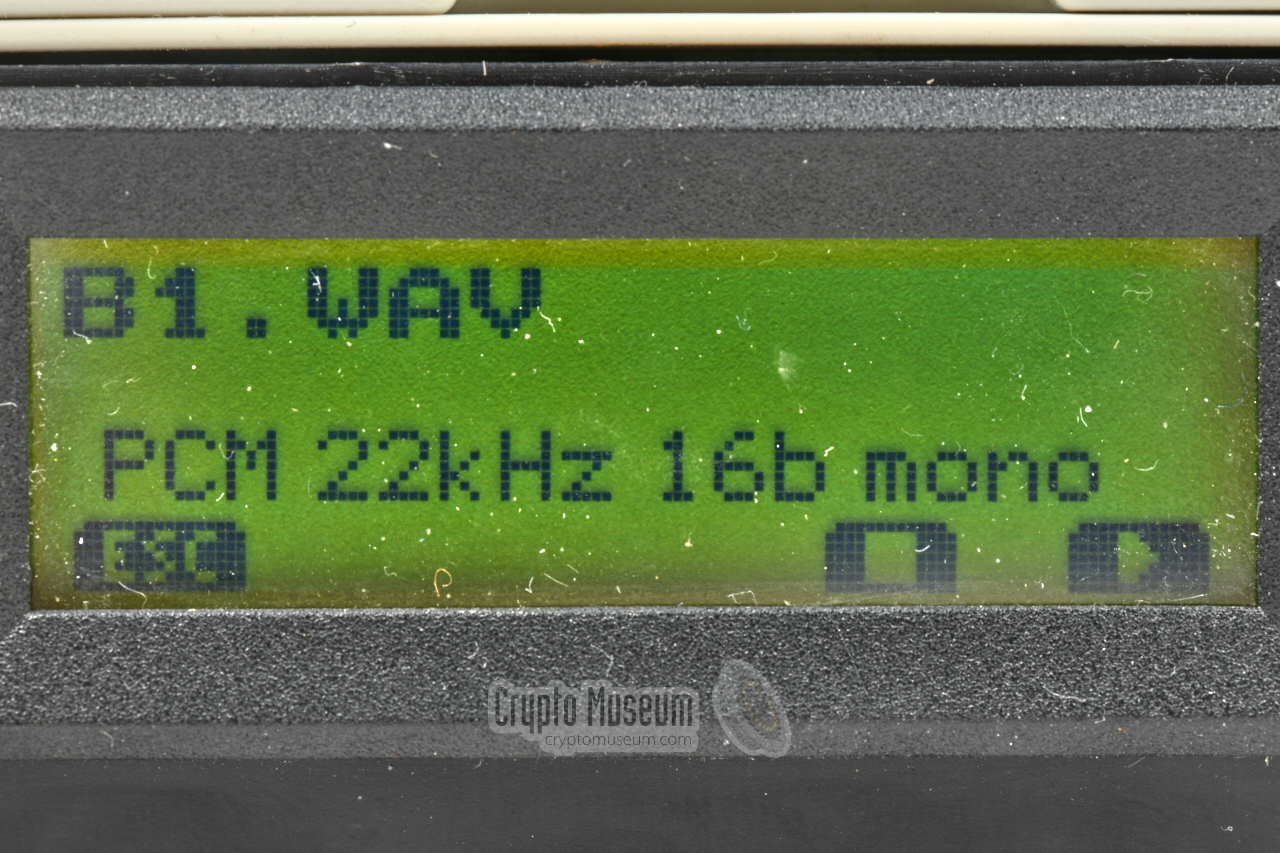 B1.WAV
PCM 22kHz 16b mono
ESC
Crypto Museum
cryptomuseum.com